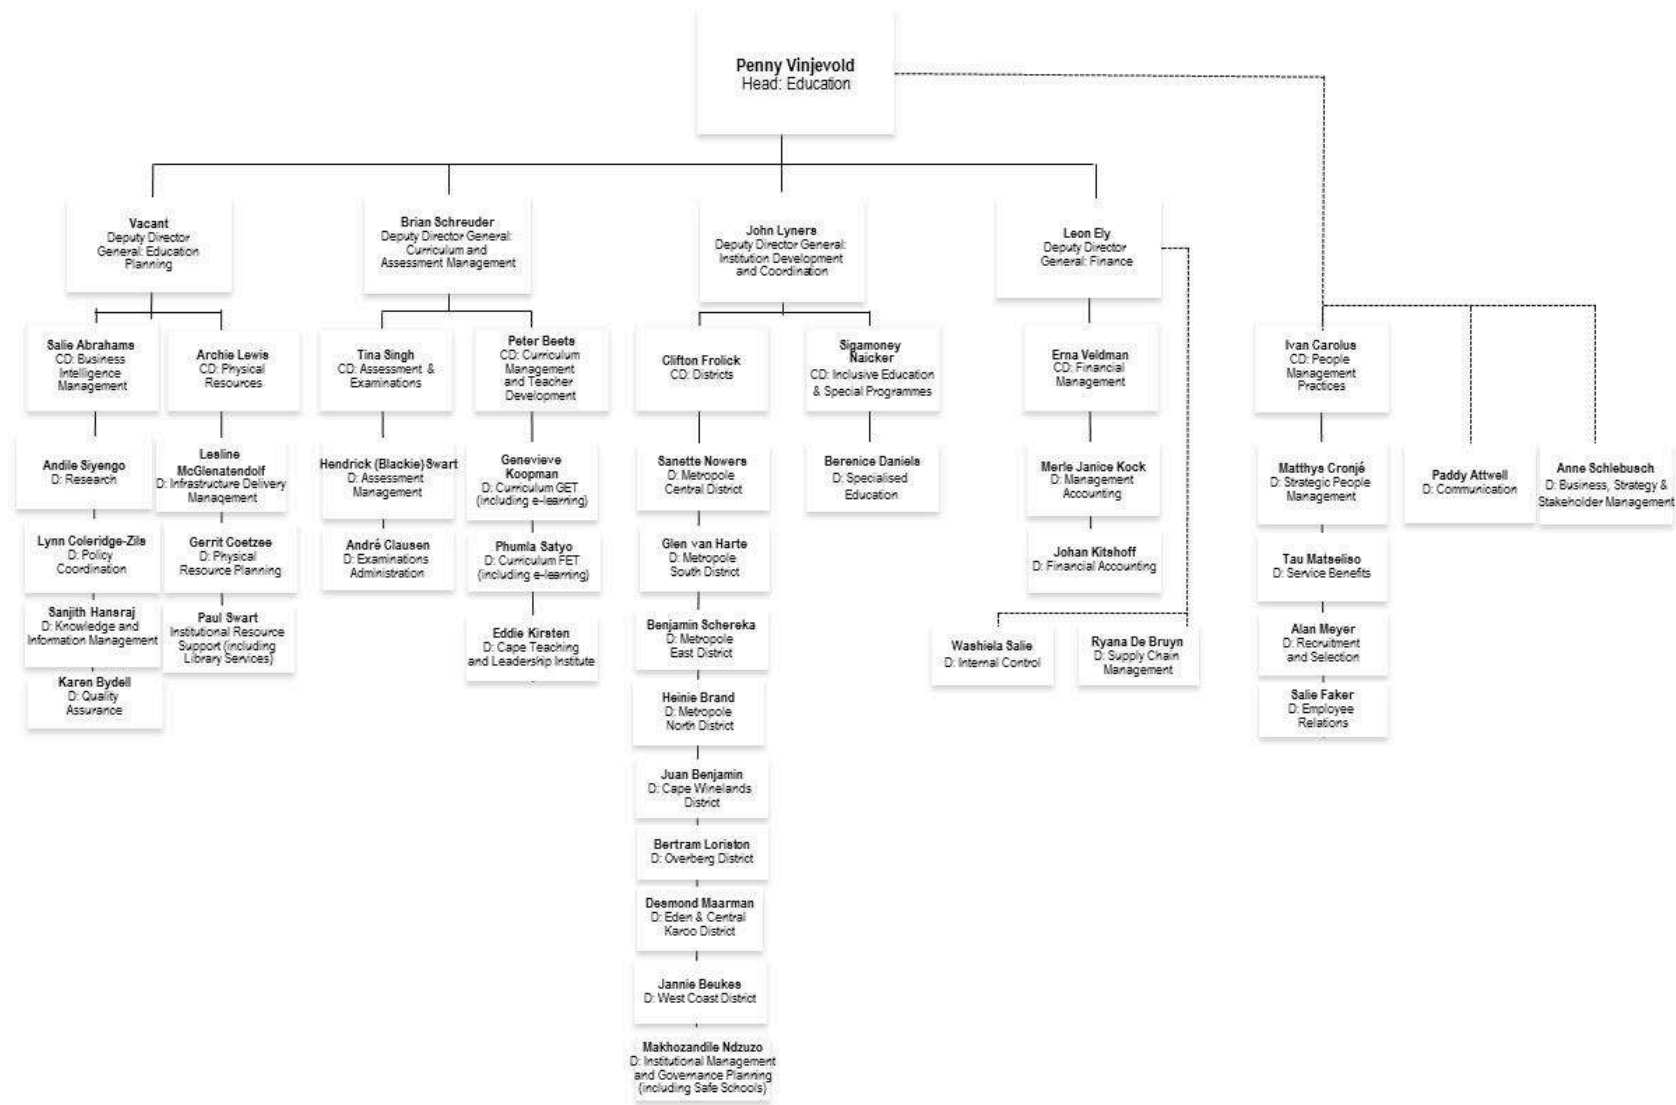 Penny Vinjevold
Head: Education
Vacant
Deputy Director
General: Education
Planning
Brian Schreuder
Deputy Director General:
Curriculum and
Assessment Management
John Lyners
Deputy Director General:
Institution Development
and Coordination
Leon Ely
Deputy Director
General: Finance
Salie Abrahams
CD: Business
Intelligence
Management
Archie Lewis
CD: Physical
Resources
Tina Singh
CD: Assessment &
Examinations
Peter Beets
CD: Curriculum
Management
and Teacher
Development
Clifton Frolick
CD: Districts
Sigamoney
Naicker
CD: Inclusive Education
& Special Programmes
Erna Veldman
CD: Financial
Management
Ivan Carolus
CD: People
Management
Practices
Andile Siyengo
D: Research
Lynn Coleridge-Zils
D: Policy
Coordination
Sanjith Hansraj
D: Knowledge and
Information Management
Karen Bydell
D: Quality
Assurance
Lesline
McGlenatendolf
D: Infrastructure Delivery
Management
Gerrit Coetzee
D: Physical
Resource Planning
Paul Swart
Institutional Resource
Support (including
Library Services)
Hendrick (Blackie) Swart
D: Assessment
Management
André Clausen
D: Examinations
Administration
Genevieve
Koopman
D: Curriculum GET
(including e-learning)
Phumla Satyo
D: Curriculum FET
(including e-learning)
Eddie Kirsten
D: Cape Teaching
and Leadership Institute
Sanette Nowers
D: Metropole
Central District
Glen van Harte
D: Metropole
South District
Benjamin Schereka
D: Metropole
East District
Heinie Brand
D: Metropole
North District
Juan Benjamin
D: Cape Winelands
District
Bertram Loriston
D: Overberg District
Desmond Maarman
D: Eden & Central
Karoo District
Jannie Beukes
D: West Coast District
Makhozandile Ndzuzo
D: Institutional Management
and Governance Planning
(including Safe Schools)
Berenice Daniels
D: Specialised
Education
Merle Janice Kock
D: Management
Accounting
Johan Kitshoff
D: Financial Accounting
Washiela Salie
D: Internal Control
Ryana De Bruyn
D: Supply Chain
Management
Matthys Cronjé
D: Strategic People
Management
Tau Matseliso
D: Service Benefits
Alan Meyer
D: Recruitment
and Selection
Salie Faker
D: Employee
Relations
Paddy Attwell
D: Communication
Anne Schlebusch
D: Business, Strategy &
Stakeholder Management